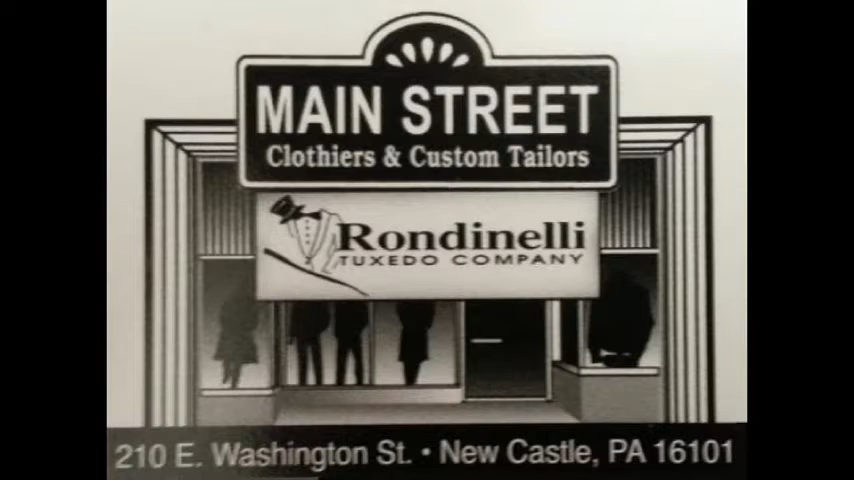 MAIN STREET
Clothiers & Custom Tailors
Rondinelli
TUXEDO COMPANY
210 E. Washington St. • New Castle, PA 16101